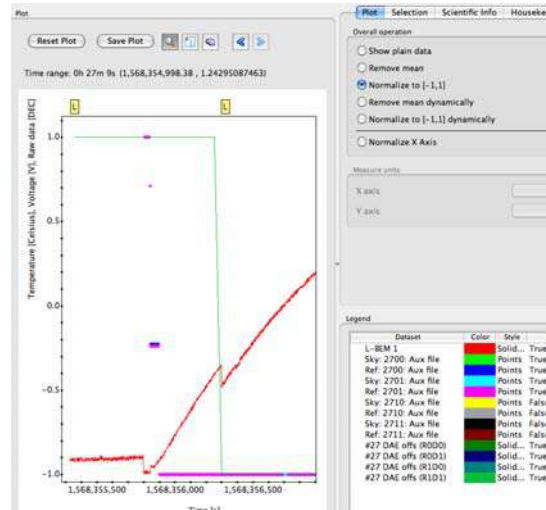 Plot
Reset Plot
Save Plot
Time range: 0h 27m 9s (1,568,354,998.38 , 1.24295087463)
L
L
Temperature [Celsius], Voltage [V], Raw data [DEC]
1.0
0.5
0.0
-0.5
-1.0
1,568,355,500
1,568,356,000
1,568,356,500
Time [s]
Plot Selection Scientific Info Houseke
Overall operation
Show plain data
Remove mean
Normalize to [-1,1]
Remove mean dynamically
Normalize to [-1,1] dynamically
Normalize X Axis
Measure units
X axis
Y axis
Legend
Dataset Color Style
L-BEM 1 Solid... True
Sky: 2700: Aux file Points True
Ref: 2700: Aux file Points True
Sky: 2701: Aux file Points True
Ref: 2701: Aux file Points True
Sky: 2710: Aux file Points Fals
Ref: 2710: Aux file Points Fals
Sky: 2711: Aux file Points Fals
Ref: 2711: Aux file Points Fals
#27 DAE offs (R0D0) Solid... True
#27 DAE offs (R0D1) Solid... True
#27 DAE offs (R1D0) Solid... True
#27 DAE offs (R1D1) Solid... True